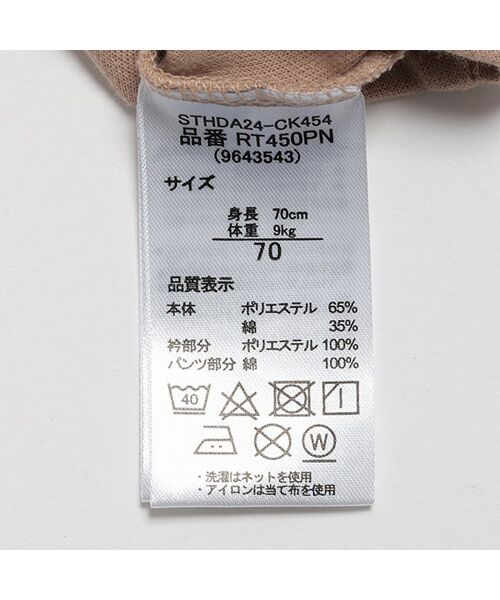 STHDA24-CK454
品番 RT450PN
(9643543)
サイズ
身長 70cm
体重 9kg
70
品質表示
本体 ポリエステル 65%
綿 35%
衿部分 ポリエステル 100%
パンツ部分 綿 100%
40
W
・洗濯はネットを使用
・アイロンは当て布を使用